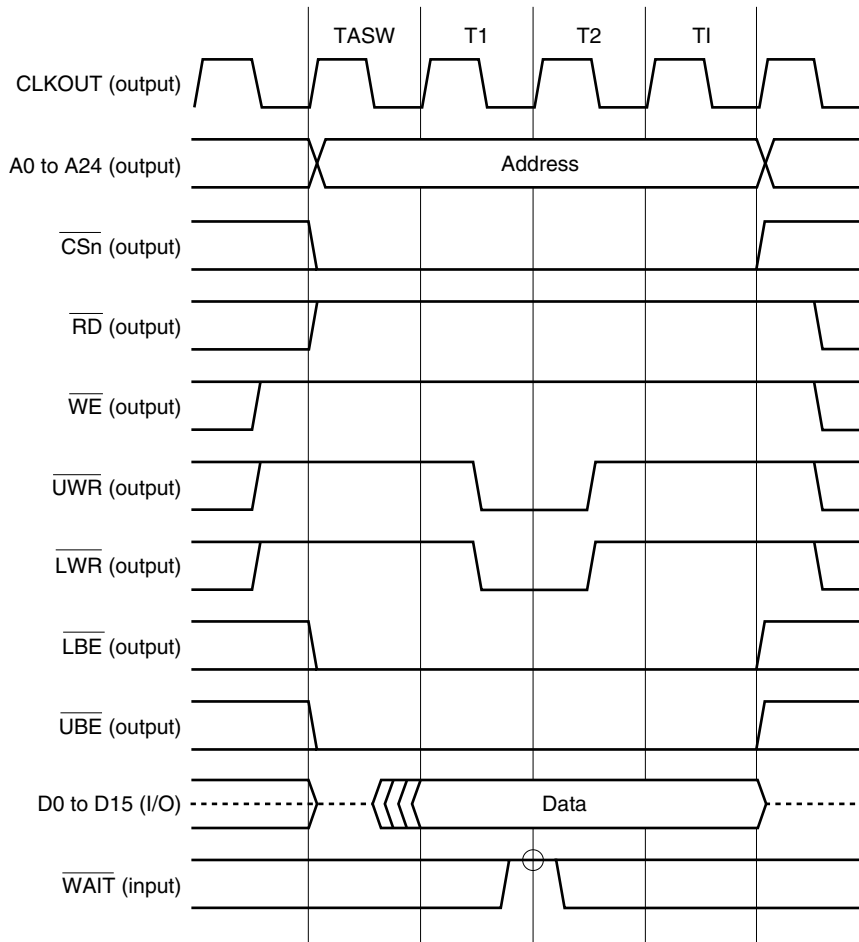 TASW T1 T2 TI
CLKOUT (output)
A0 to A24 (output) Address
CSn (output)
RD (output)
WE (output)
UWR (output)
LWR (output)
LBE (output)
UBE (output)
D0 to D15 (I/O) Data
WAIT (input)